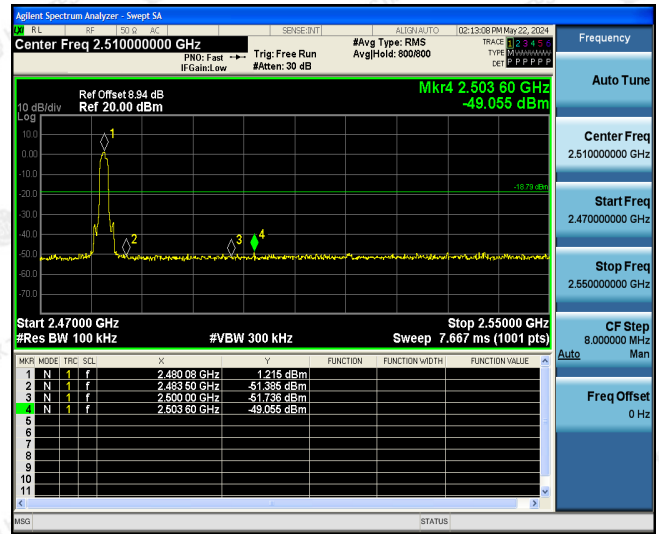 Agilent Spectrum Analyzer - Swept SA
LXI RL RF 50 Ω AC SENSE:INT ALIGN AUTO 02:13:08 PM May 22, 2024
Center Freq 2.510000000 GHz
PNO: Fast
IFGain:Low
Trig: Free Run
#Atten: 30 dB
#Avg Type: RMS
Avg|Hold: 800/800
TRACE 1 2 3 4 5 6
TYPE M W W W W W
DET P P P P P P
Ref Offset 8.94 dB
Ref 20.00 dBm
Mkr4 2.503 60 GHz
-49.055 dBm
10 dB/div
Log
10.0
0.00
-10.0
-20.0
-30.0
-40.0
-50.0
-60.0
-70.0
1
2
3
4
-18.79 dBm
Start 2.47000 GHz
Stop 2.55000 GHz
#Res BW 100 kHz
#VBW 300 kHz
Sweep 7.667 ms (1001 pts)
MKR MODE TRC SCL X Y FUNCTION FUNCTION WIDTH FUNCTION VALUE
1 N 1 f 2.480 08 GHz 1.215 dBm
2 N 1 f 2.483 50 GHz -51.385 dBm
3 N 1 f 2.500 00 GHz -51.736 dBm
4 N 1 f 2.503 60 GHz -49.055 dBm
5
6
7
8
9
10
11
MSG
STATUS
Frequency
Auto Tune
Center Freq
2.510000000 GHz
Start Freq
2.470000000 GHz
Stop Freq
2.550000000 GHz
CF Step
8.000000 MHz
Auto Man
Freq Offset
0 Hz